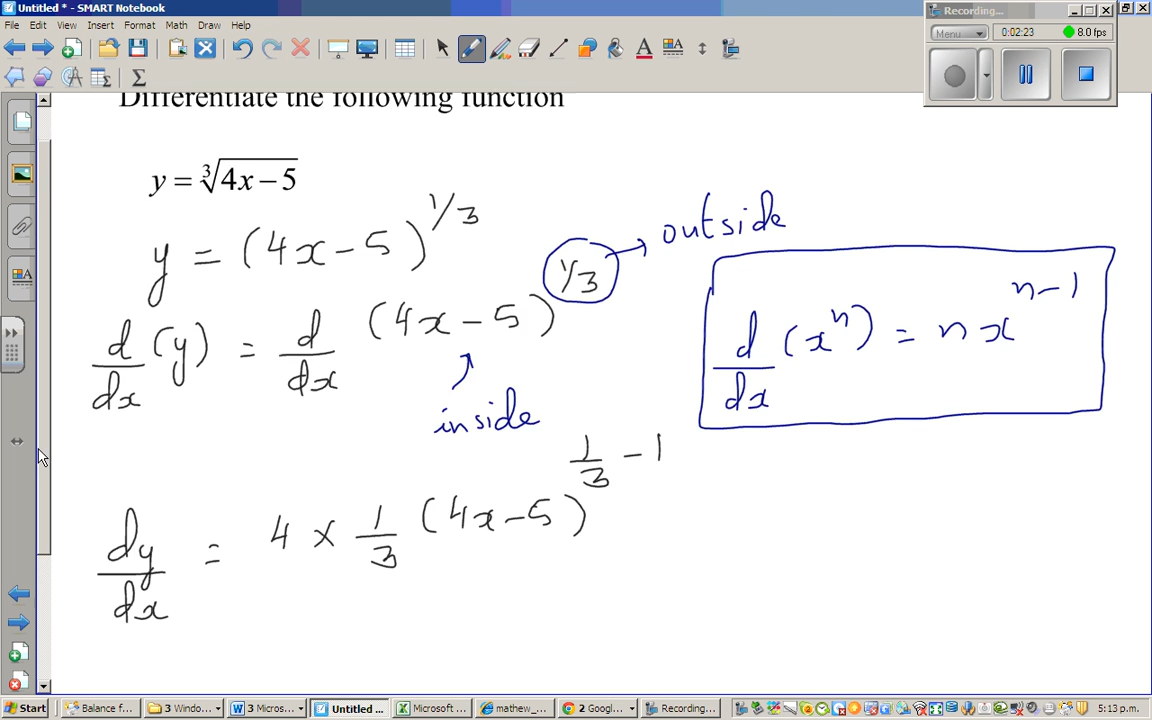 Untitled * - SMART Notebook
File Edit View Insert Format Math Draw Help
Recording...
Menu 0:02:23 8.0 fps
Differentiate the following function
y = ∛(4x − 5)
y = (4x − 5)^1/3
outside
d/dx (y) = d/dx (4x − 5)^1/3
d/dx (x^n) = n x^(n−1)
inside
dy/dx = 4 × 1/3 (4x − 5)^(1/3 − 1)
Start Balance f... 3 Windo... 3 Micros... Untitled ... Microsoft ... mathew_... 2 Googl... Recording... 5:13 p.m.